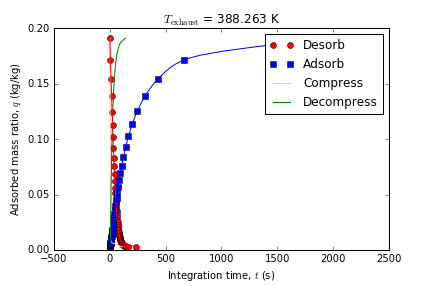 T_exhaust = 388.263 K
0.20
0.15
0.10
0.05
0.00
Adsorbed mass ratio, q (kg/kg)
Desorb
Adsorb
Compress
Decompress
−500 0 500 1000 1500 2000 2500
Integration time, t (s)